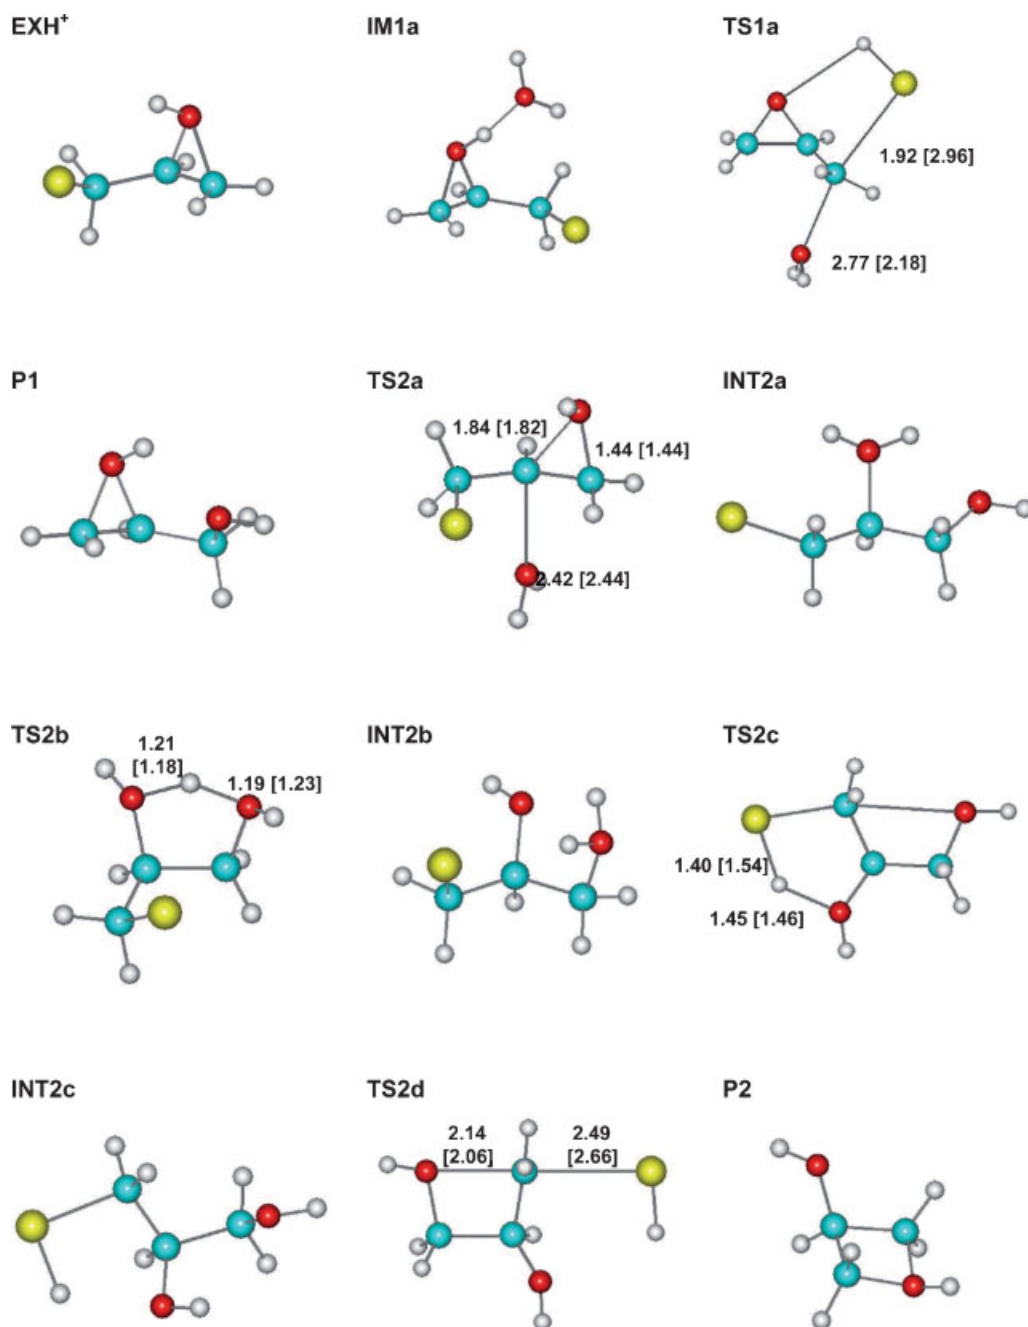 EXH⁺
IM1a
TS1a
1.92 [2.96]
2.77 [2.18]
P1
TS2a
INT2a
1.84 [1.82]
1.44 [1.44]
2.42 [2.44]
TS2b
INT2b
TS2c
1.21
[1.18]
1.19 [1.23]
1.40 [1.54]
1.45 [1.46]
INT2c
TS2d
P2
2.14
[2.06]
2.49
[2.66]